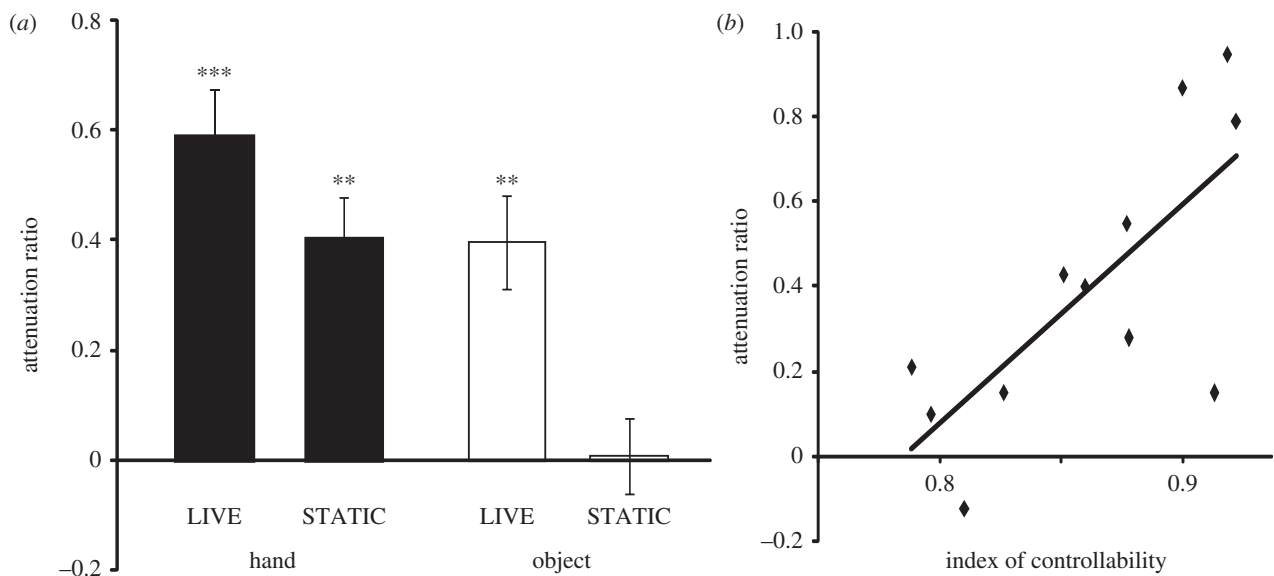 (a)
0.8
0.6
0.4
0.2
0
–0.2
attenuation ratio
***
**
**
LIVE STATIC LIVE STATIC
hand object
(b)
1.0
0.8
0.6
0.4
0.2
0
–0.2
attenuation ratio
0.8 0.9
index of controllability